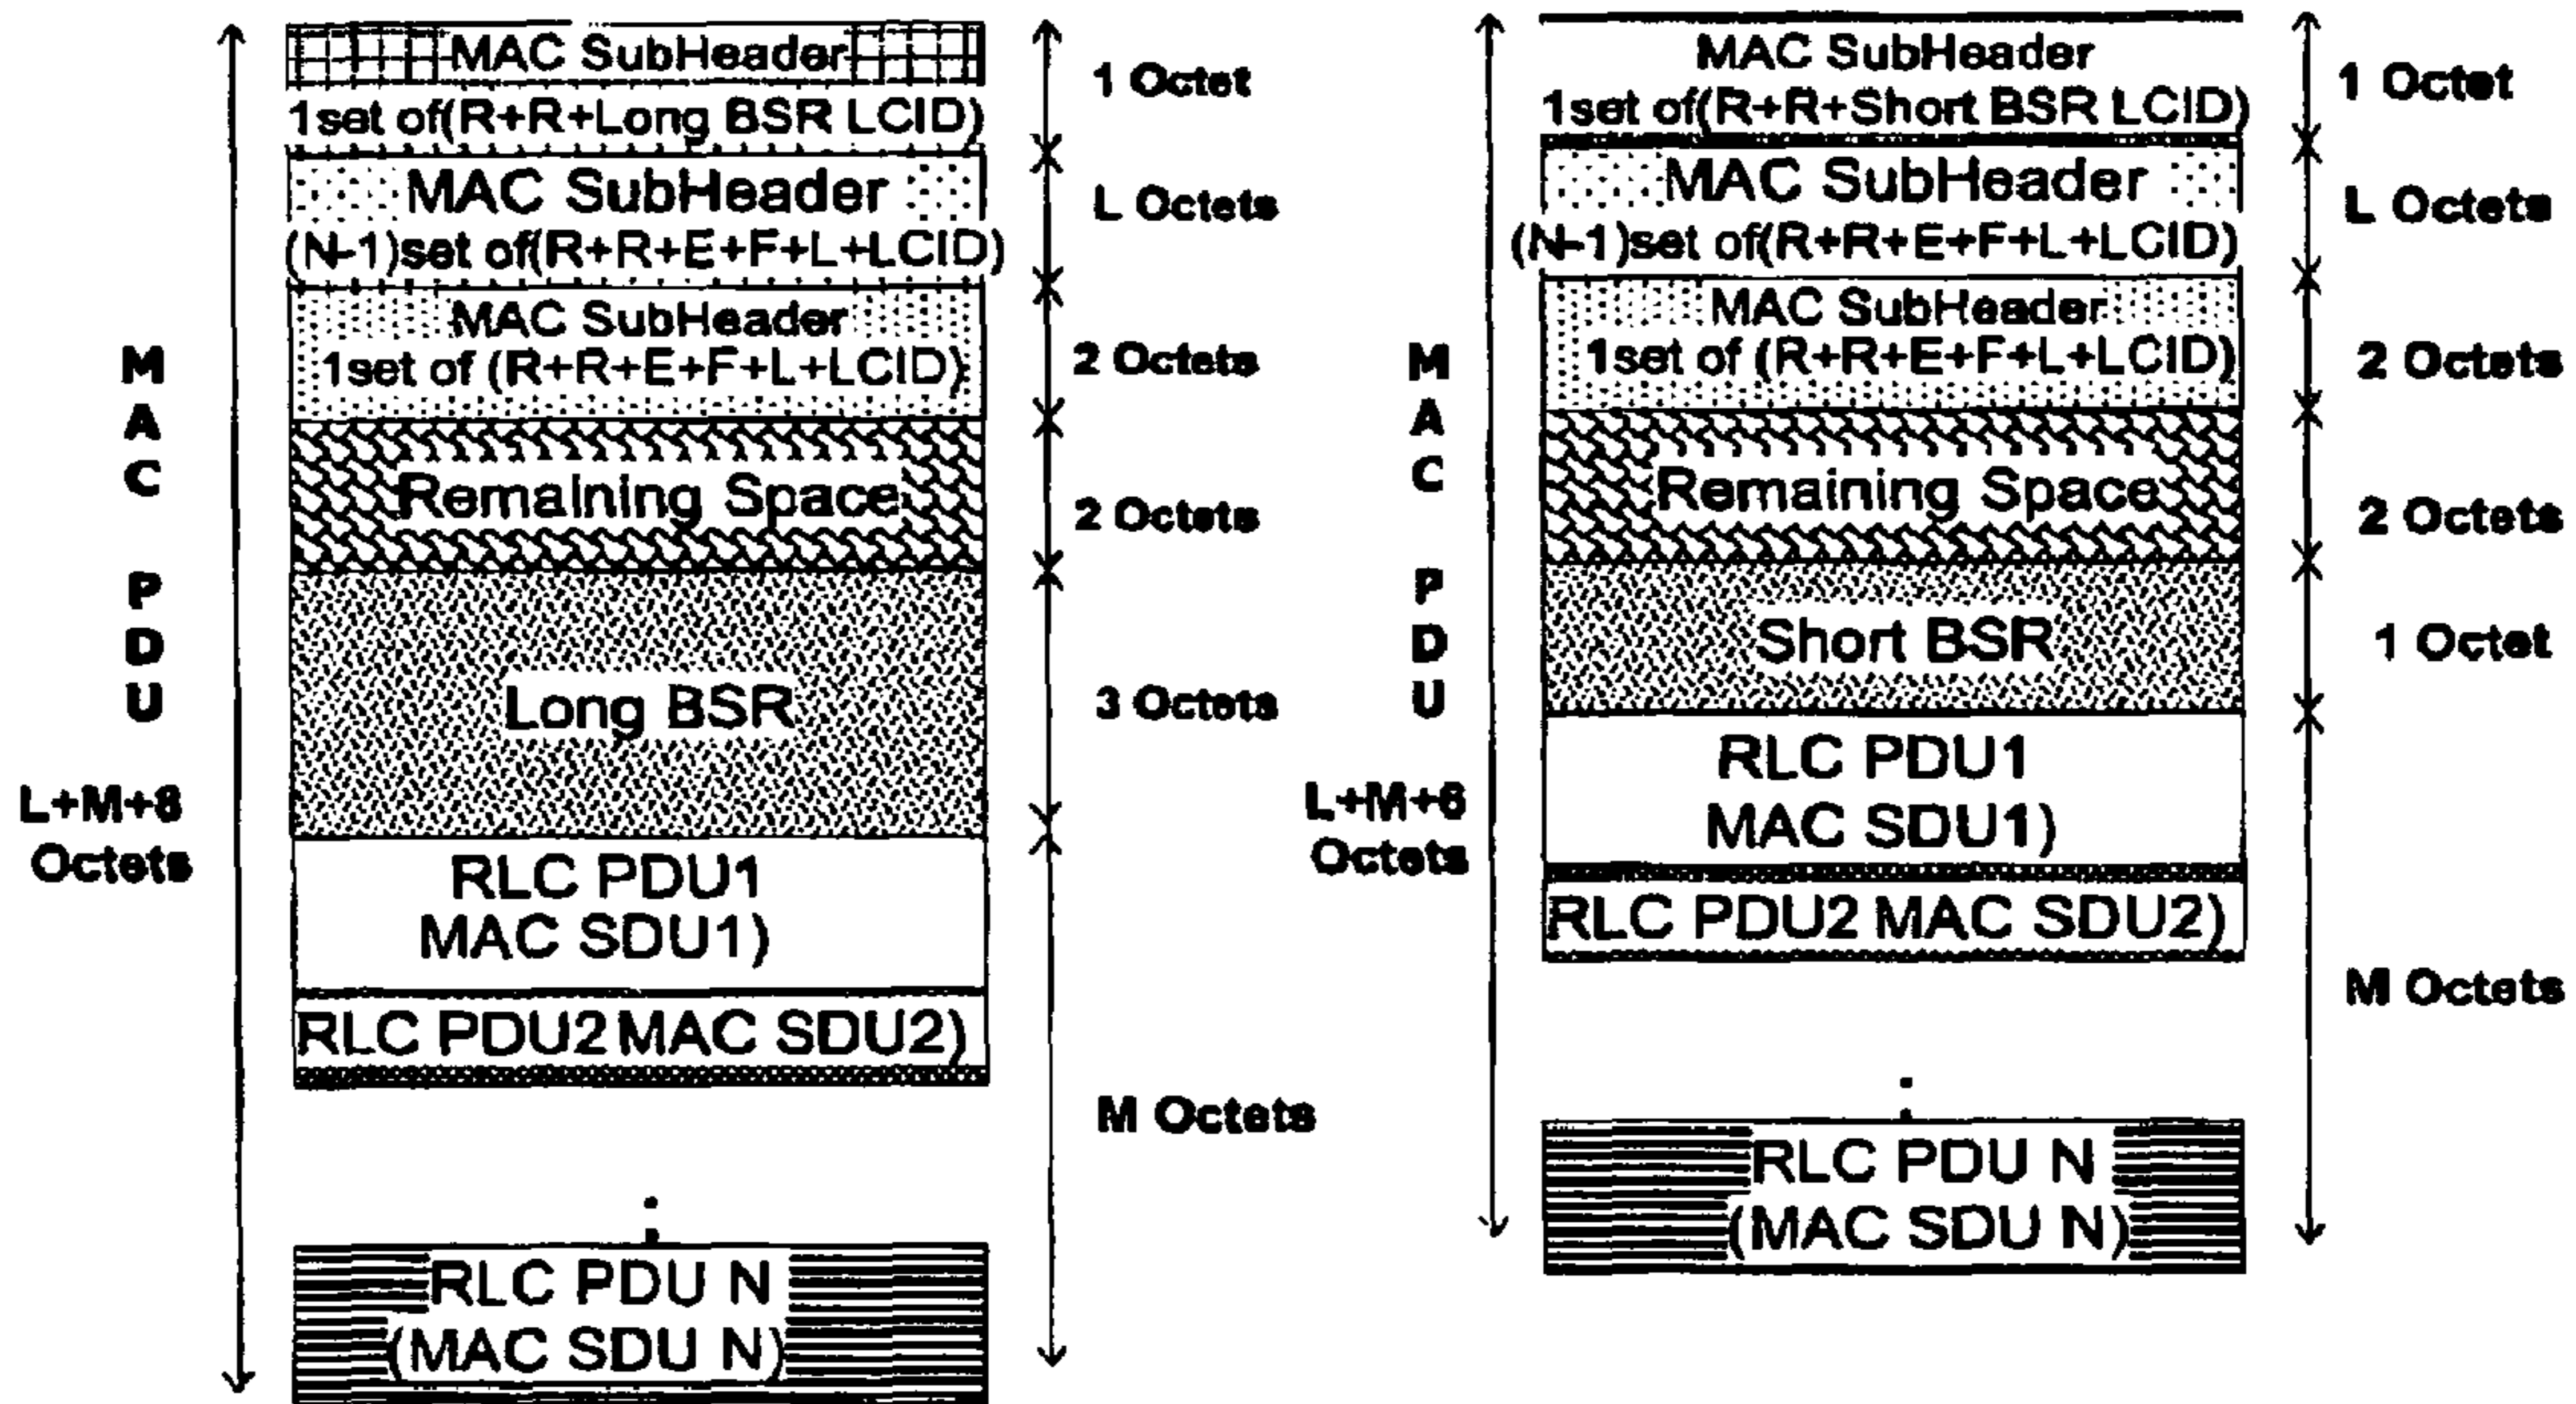 MAC SubHeader
1set of(R+R+Long BSR LCID)
MAC SubHeader
(N-1)set of(R+R+E+F+L+LCID)
MAC SubHeader
1set of (R+R+E+F+L+LCID)
Remaining Space
Long BSR
RLC PDU1
MAC SDU1)
RLC PDU2 MAC SDU2)
RLC PDU N
(MAC SDU N)
MAC PDU
L+M+8
Octets
1 Octet
L Octets
2 Octets
2 Octets
3 Octets
M Octets
MAC SubHeader
1set of(R+R+Short BSR LCID)
MAC SubHeader
(N-1)set of(R+R+E+F+L+LCID)
MAC SubHeader
1set of (R+R+E+F+L+LCID)
Remaining Space
Short BSR
RLC PDU1
MAC SDU1)
RLC PDU2 MAC SDU2)
RLC PDU N
(MAC SDU N)
MAC PDU
L+M+6
Octets
1 Octet
L Octets
2 Octets
2 Octets
1 Octet
M Octets